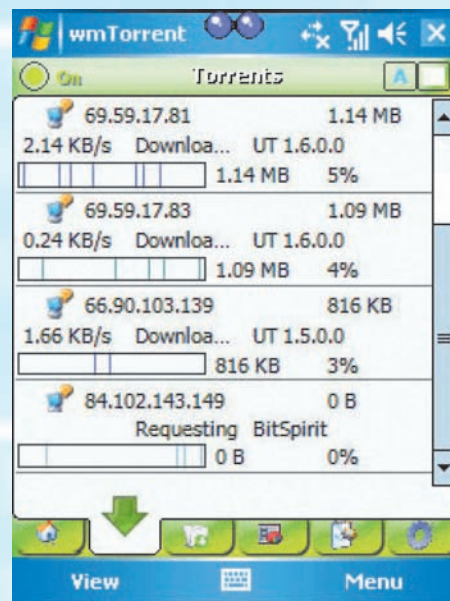 wmTorrent
On Torrents A
69.59.17.81 1.14 MB
2.14 KB/s Downloa... UT 1.6.0.0
1.14 MB 5%
69.59.17.83 1.09 MB
0.24 KB/s Downloa... UT 1.6.0.0
1.09 MB 4%
66.90.103.139 816 KB
1.66 KB/s Downloa... UT 1.5.0.0
816 KB 3%
84.102.143.149 0 B
Requesting BitSpirit
0 B 0%
View Menu